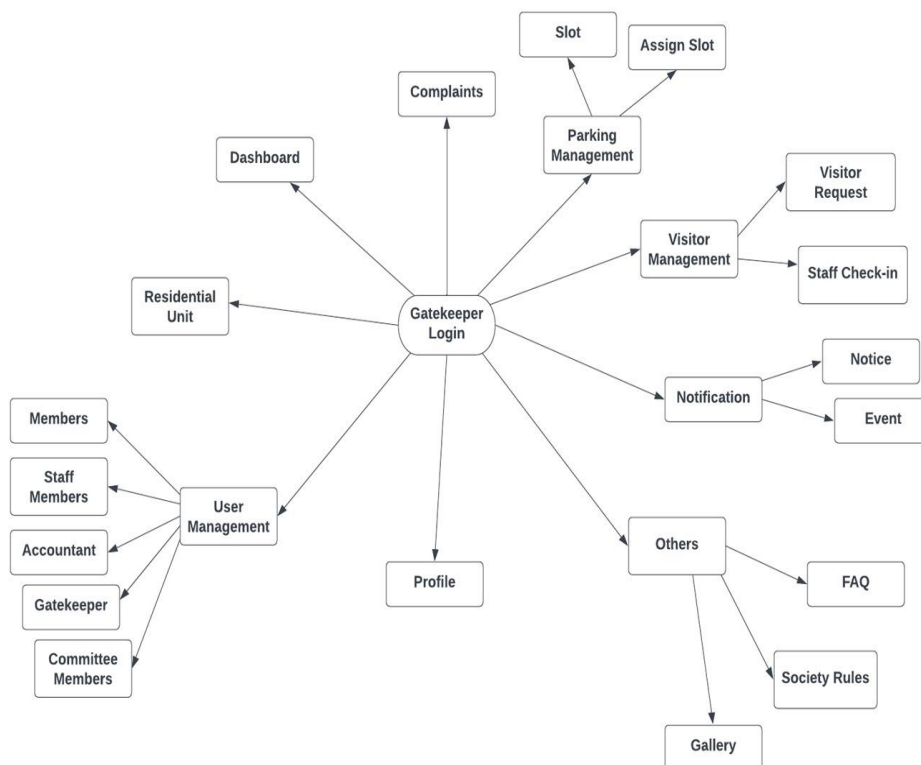 Slot
Assign Slot
Complaints
Parking
Management
Dashboard
Visitor
Request
Visitor
Management
Staff Check-in
Residential
Unit
Gatekeeper
Login
Notice
Notification
Event
Members
Staff
Members
User
Management
Accountant
Gatekeeper
Committee
Members
Profile
Others
FAQ
Society Rules
Gallery